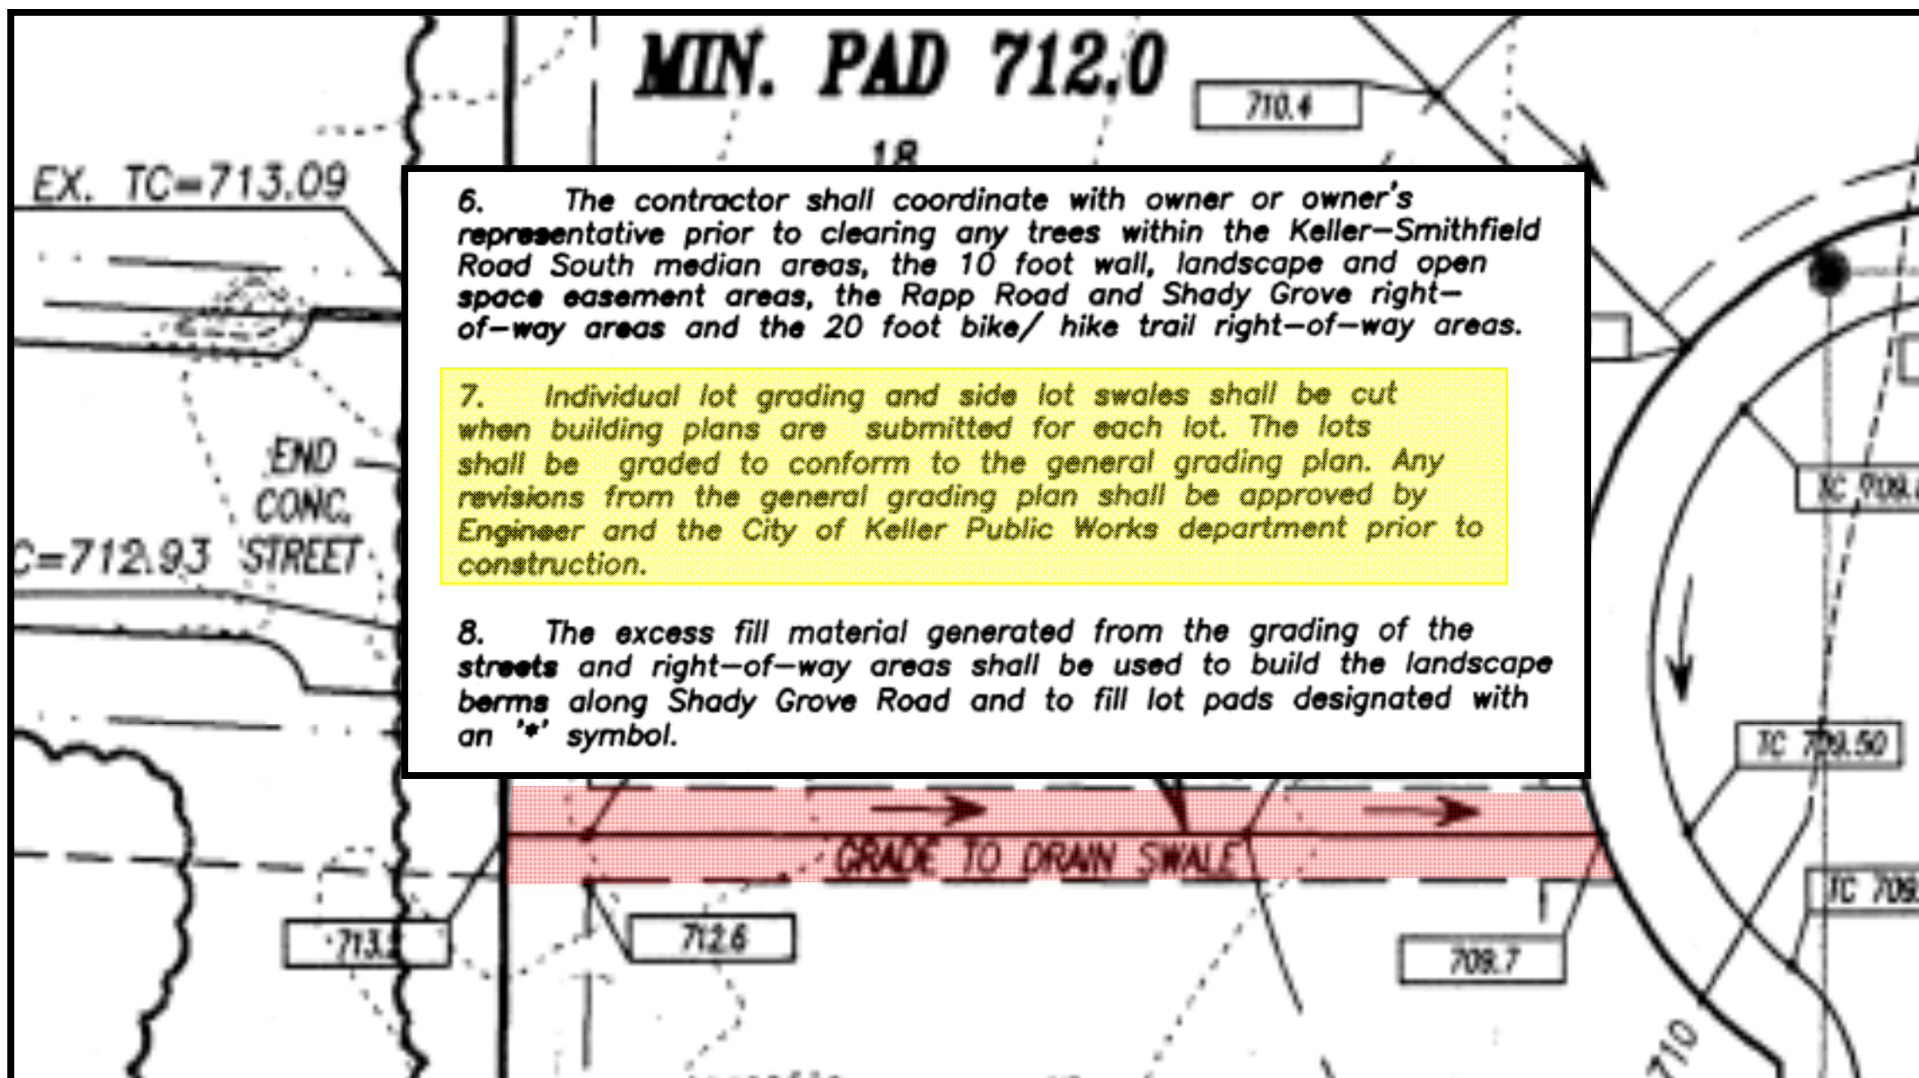 MIN. PAD 712.0
710.4
18
EX. TC=713.09
6. The contractor shall coordinate with owner or owner's
representative prior to clearing any trees within the Keller-Smithfield
Road South median areas, the 10 foot wall, landscape and open
space easement areas, the Rapp Road and Shady Grove right-
of-way areas and the 20 foot bike/ hike trail right-of-way areas.
7. Individual lot grading and side lot swales shall be cut
when building plans are submitted for each lot. The lots
shall be graded to conform to the general grading plan. Any
revisions from the general grading plan shall be approved by
Engineer and the City of Keller Public Works department prior to
construction.
8. The excess fill material generated from the grading of the
streets and right-of-way areas shall be used to build the landscape
berms along Shady Grove Road and to fill lot pads designated with
an '*' symbol.
END
CONC.
STREET
C=712.93
TC 709.
TC 709.50
GRADE TO DRAIN SWALE
TC 709.
713.
712.6
709.7
710